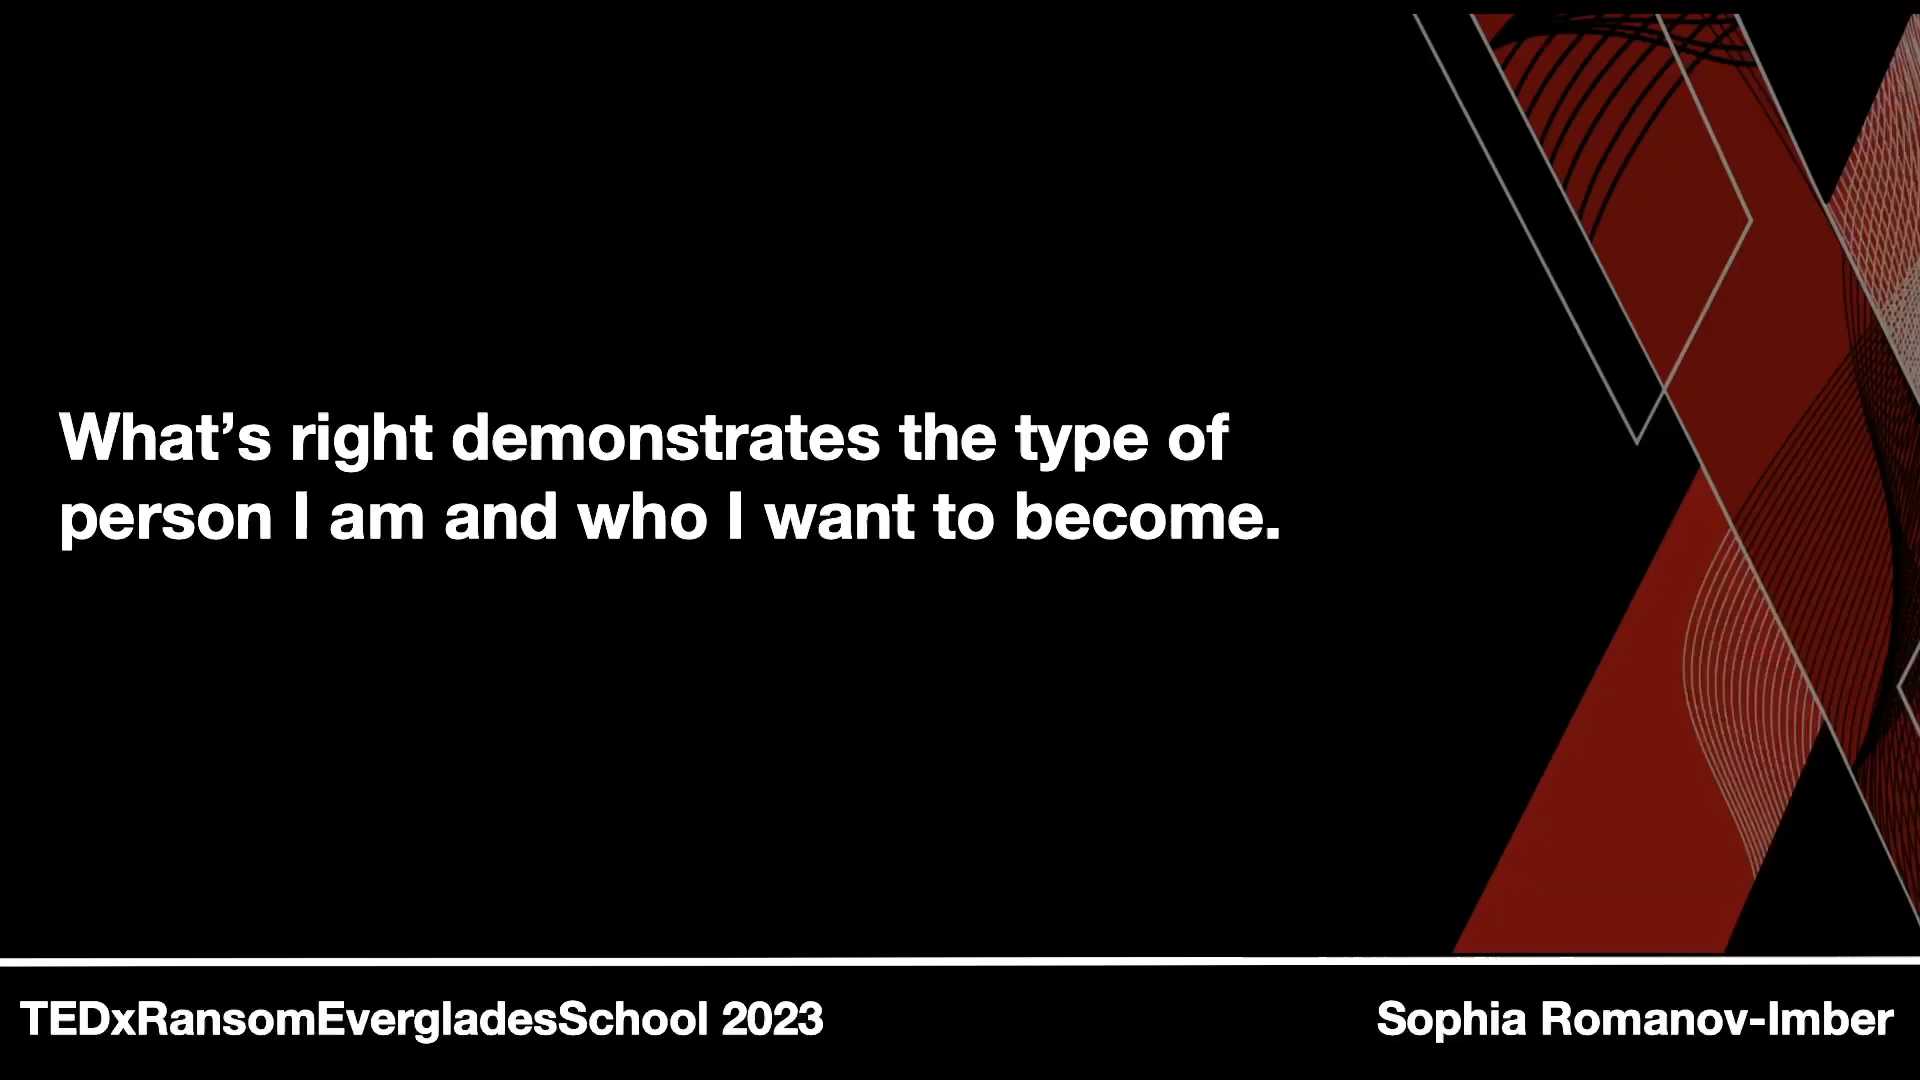 What’s right demonstrates the type of
person I am and who I want to become.
TEDxRansomEvergladesSchool 2023
Sophia Romanov-Imber